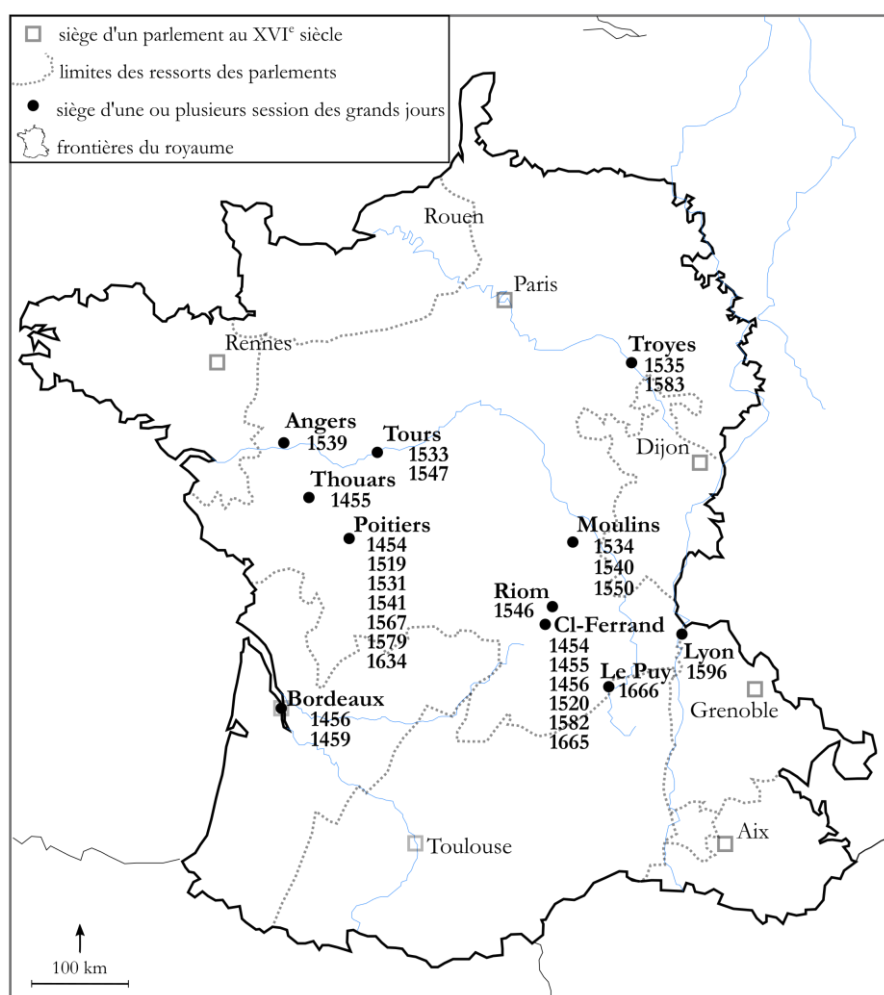 siège d'un parlement au XVIe siècle
limites des ressorts des parlements
siège d'une ou plusieurs session des grands jours
frontières du royaume
Rouen
Paris
Rennes
Troyes
1535
1583
Angers
1539
Tours
1533
1547
Dijon
Thouars
1455
Poitiers
1454
1519
1531
1541
1567
1579
1634
Moulins
1534
1540
1550
Riom
1546
Cl-Ferrand
1454
1455
1456
1520
1582
1665
Le Puy
1666
Lyon
1596
Grenoble
Bordeaux
1456
1459
Toulouse
Aix
100 km